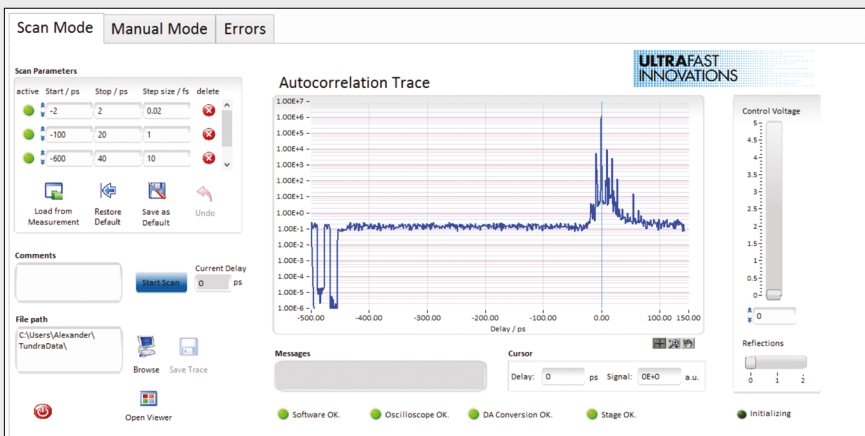 Scan Mode
Manual Mode
Errors
Scan Parameters
active Start / ps Stop / ps Step size / fs delete
-2 2 0.02
-100 20 1
-600 40 10
Load from Measurement
Restore Default
Save as Default
Undo
Comments
Start Scan
Current Delay
0 ps
File path
C:\Users\Alexander\
TundraData\
Browse
Save Trace
Open Viewer
ULTRAFAST
INNOVATIONS
Autocorrelation Trace
1.00E+7
1.00E+6
1.00E+5
1.00E+4
1.00E+3
1.00E+2
1.00E+1
1.00E+0
1.00E-1
1.00E-2
1.00E-3
1.00E-4
1.00E-5
1.00E-6
-500.00 -400.00 -300.00 -200.00 -100.00 0.00 100.00 150.00
Delay / ps
Messages
Cursor
Delay: 0 ps Signal: 0E+0 a.u.
Software OK.
Oscilloscope OK.
DA Conversion OK.
Stage OK.
Control Voltage
5
4.5
4
3.5
3
2.5
2
1.5
1
0.5
0
0
Reflections
0 1 2
Initializing